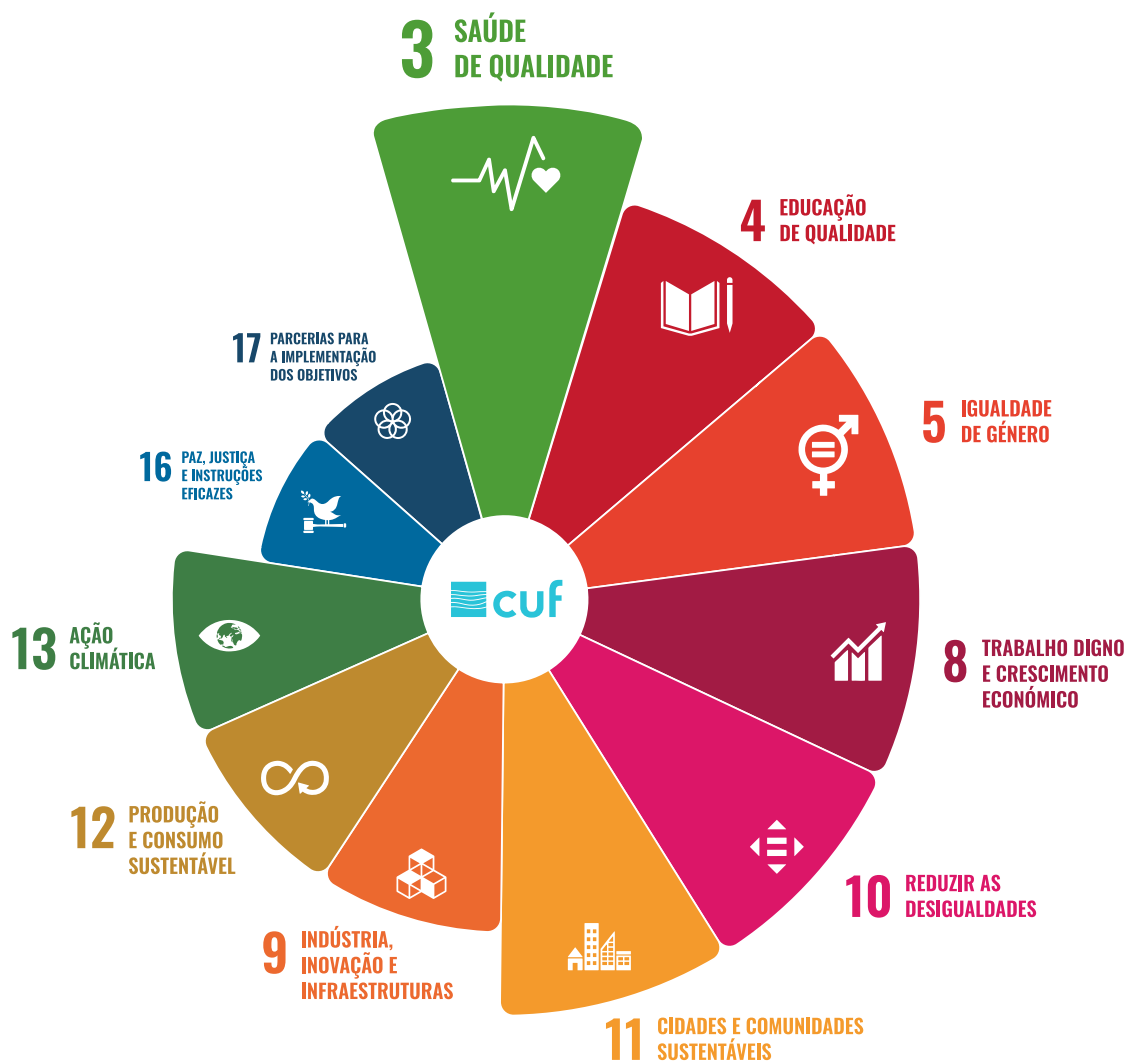 3 SAÚDE
DE QUALIDADE
4 EDUCAÇÃO
DE QUALIDADE
5 IGUALDADE
DE GÉNERO
8 TRABALHO DIGNO
E CRESCIMENTO
ECONÓMICO
10 REDUZIR AS
DESIGUALDADES
11 CIDADES E COMUNIDADES
SUSTENTÁVEIS
9 INDÚSTRIA,
INOVAÇÃO E
INFRAESTRUTURAS
12 PRODUÇÃO
E CONSUMO
SUSTENTÁVEL
13 AÇÃO
CLIMÁTICA
16 PAZ, JUSTIÇA
E INSTRUÇÕES
EFICAZES
17 PARCERIAS PARA
A IMPLEMENTAÇÃO
DOS OBJETIVOS
cuf